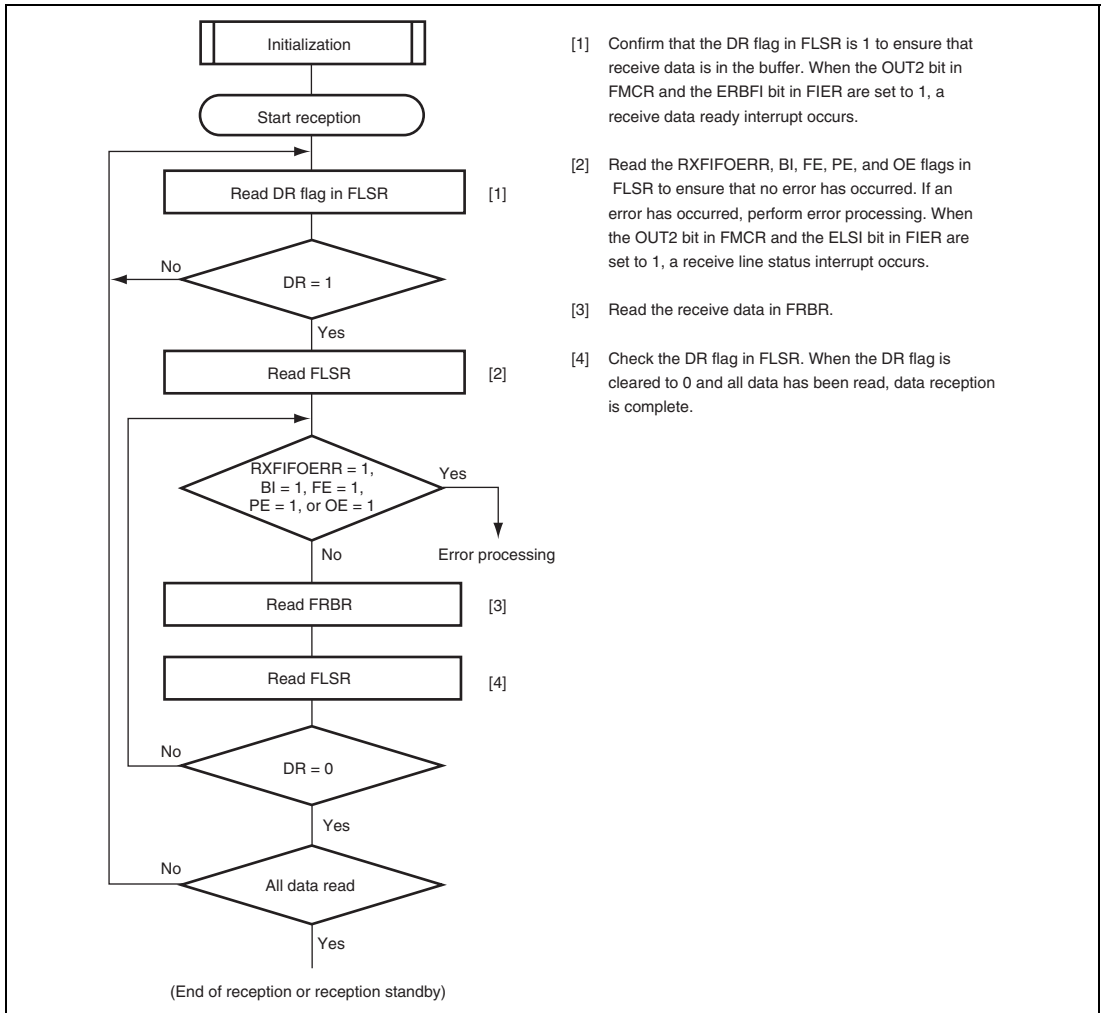 Initialization
Start reception
Read DR flag in FLSR
[1]
No
DR = 1
Yes
Read FLSR
[2]
RXFIFOERR = 1,
BI = 1, FE = 1,
PE = 1, or OE = 1
Yes
Error processing
No
Read FRBR
[3]
Read FLSR
[4]
No
DR = 0
Yes
No
All data read
Yes
(End of reception or reception standby)
[1] Confirm that the DR flag in FLSR is 1 to ensure that
receive data is in the buffer. When the OUT2 bit in
FMCR and the ERBFI bit in FIER are set to 1, a
receive data ready interrupt occurs.
[2] Read the RXFIFOERR, BI, FE, PE, and OE flags in
FLSR to ensure that no error has occurred. If an
error has occurred, perform error processing. When
the OUT2 bit in FMCR and the ELSI bit in FIER are
set to 1, a receive line status interrupt occurs.
[3] Read the receive data in FRBR.
[4] Check the DR flag in FLSR. When the DR flag is
cleared to 0 and all data has been read, data reception
is complete.